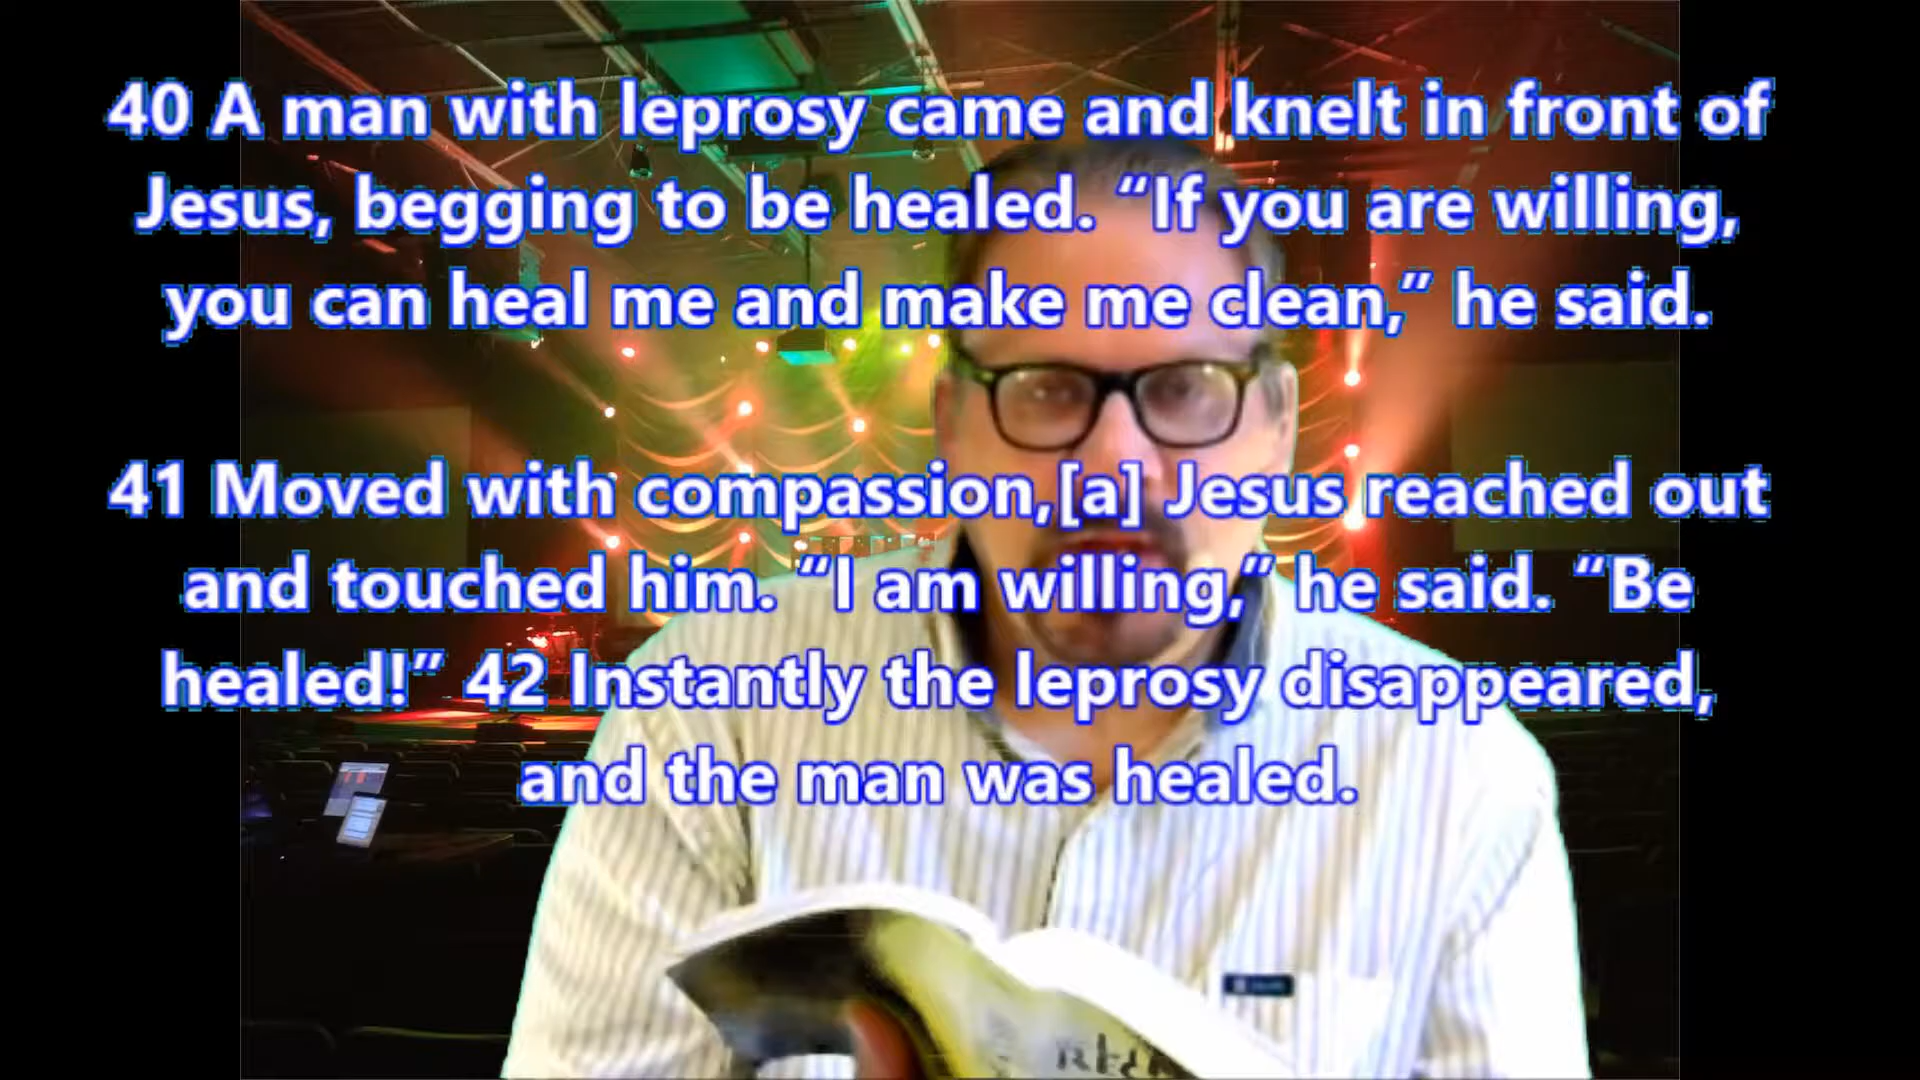 40 A man with leprosy came and knelt in front of
Jesus, begging to be healed. “If you are willing,
you can heal me and make me clean,” he said.
41 Moved with compassion,[a] Jesus reached out
and touched him. “I am willing,” he said. “Be
healed!” 42 Instantly the leprosy disappeared,
and the man was healed.